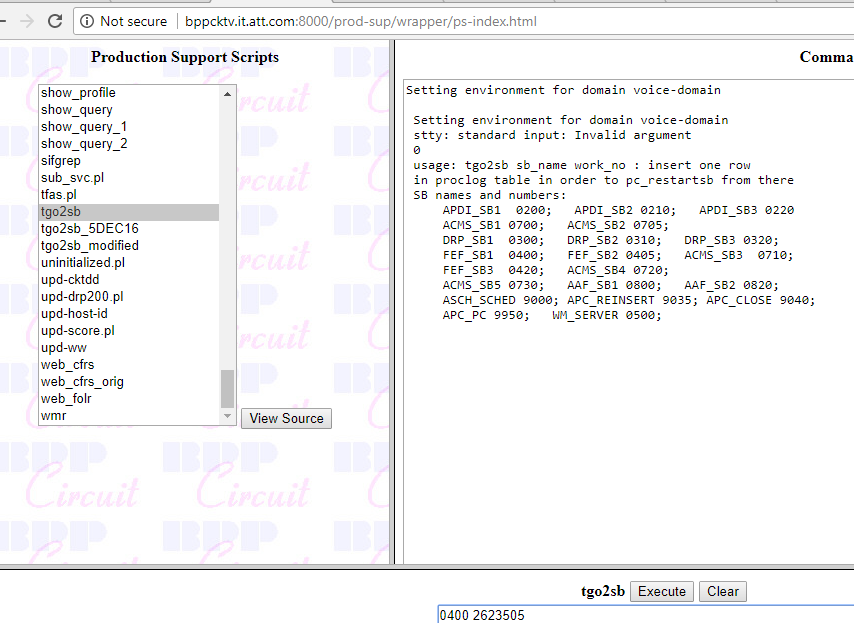 Not secure | bppcktv.it.att.com:8000/prod-sup/wrapper/ps-index.html
Production Support Scripts
show_profile
show_query
show_query_1
show_query_2
sifgrep
sub_svc.pl
tfas.pl
tgo2sb
tgo2sb_5DEC16
tgo2sb_modified
uninitialized.pl
upd-cktdd
upd-drp200.pl
upd-host-id
upd-score.pl
upd-ww
web_cfrs
web_cfrs_orig
web_folr
wmr
View Source
BPP
Circuit
Comma
Setting environment for domain voice-domain
Setting environment for domain voice-domain
stty: standard input: Invalid argument
0
usage: tgo2sb sb_name work_no : insert one row
in proclog table in order to pc_restartsb from there
SB names and numbers:
APDI_SB1 0200; APDI_SB2 0210; APDI_SB3 0220
ACMS_SB1 0700; ACMS_SB2 0705;
DRP_SB1 0300; DRP_SB2 0310; DRP_SB3 0320;
FEF_SB1 0400; FEF_SB2 0405; ACMS_SB3 0710;
FEF_SB3 0420; ACMS_SB4 0720;
ACMS_SB5 0730; AAF_SB1 0800; AAF_SB2 0820;
ASCH_SCHED 9000; APC_REINSERT 9035; APC_CLOSE 9040;
APC_PC 9950; WM_SERVER 0500;
tgo2sb Execute Clear
0400 2623505